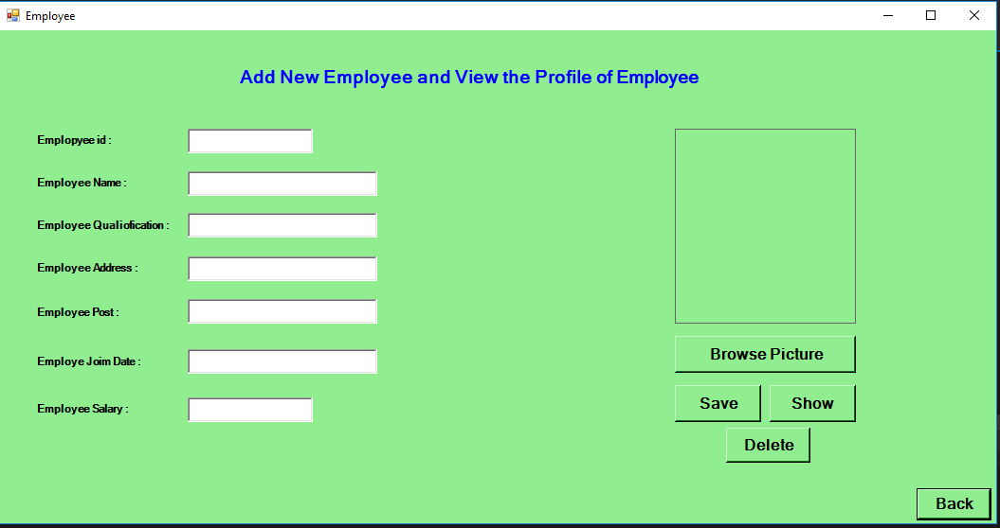 Employee
Add New Employee and View the Profile of Employee
Emplopyee id :
Employee Name :
Employee Qualiofication :
Employee Address :
Employee Post :
Employe Joim Date :
Employee Salary :
Browse Picture
Save Show
Delete
Back